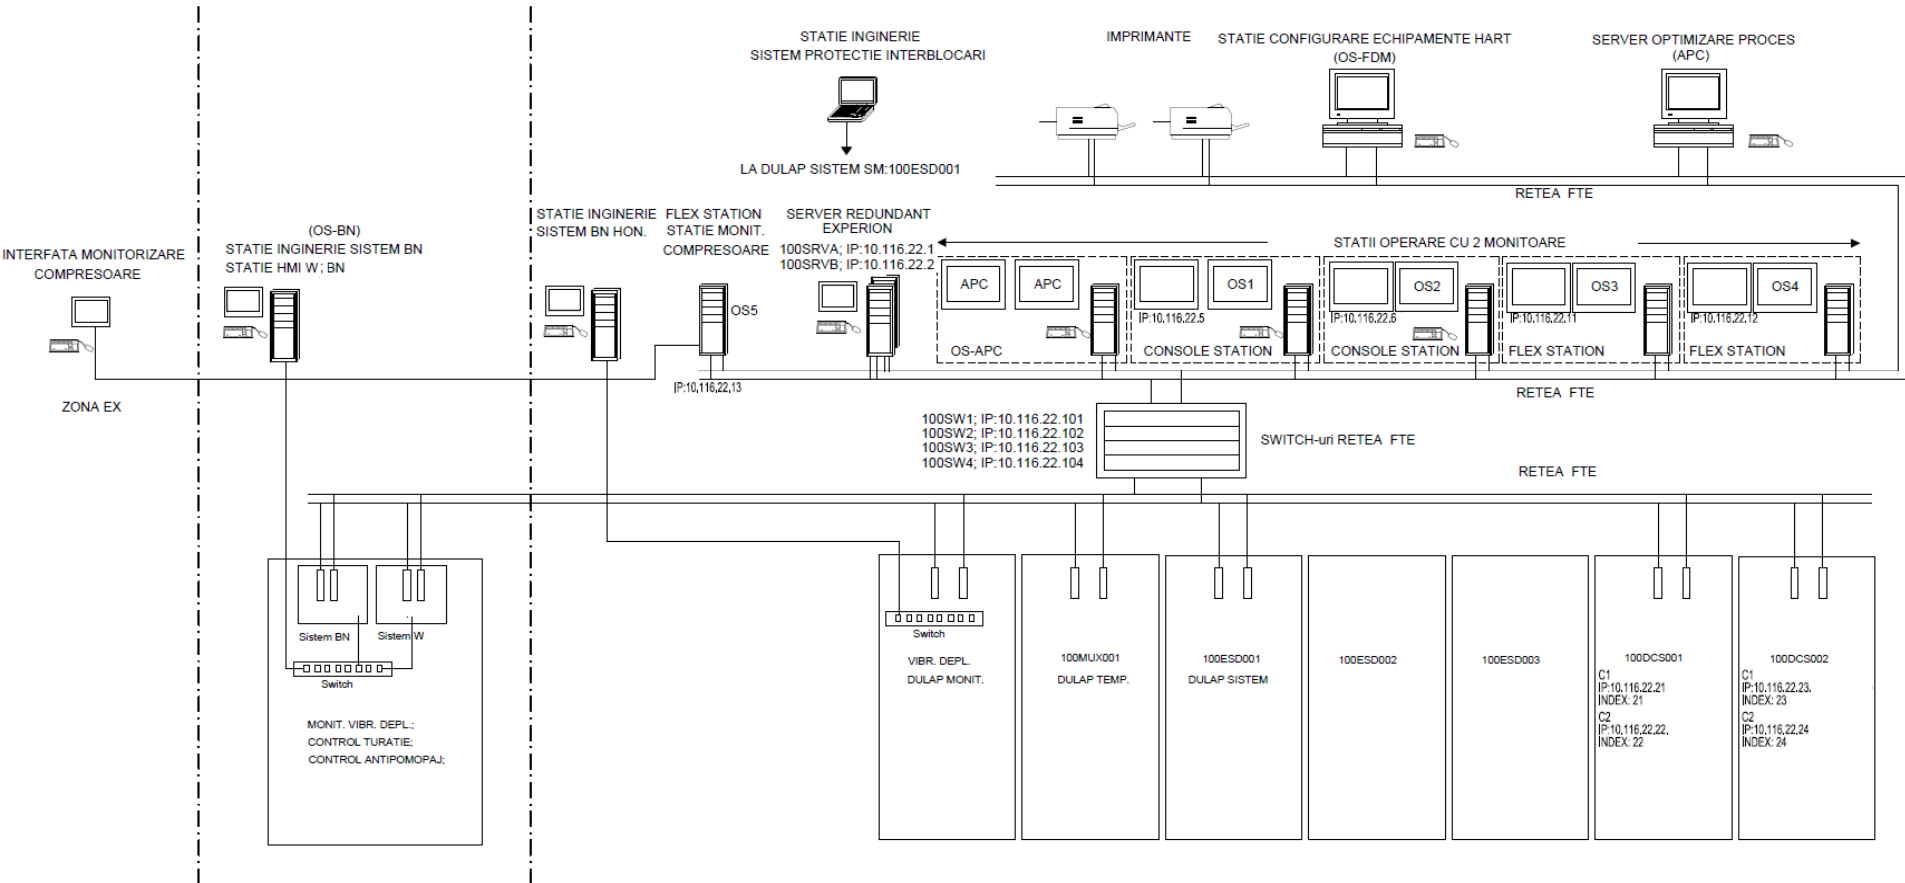 STATIE INGINERIE
SISTEM PROTECTIE INTERBLOCARI
LA DULAP SISTEM SM:100ESD001
IMPRIMANTE
STATIE CONFIGURARE ECHIPAMENTE HART
(OS-FDM)
SERVER OPTIMIZARE PROCES
(APC)
RETEA FTE
INTERFATA MONITORIZARE
COMPRESOARE
ZONA EX
(OS-BN)
STATIE INGINERIE SISTEM BN
STATIE HMI W; BN
STATIE INGINERIE
SISTEM BN HON.
FLEX STATION
STATIE MONIT.
COMPRESOARE
OS5
IP:10,116,22,13
SERVER REDUNDANT
EXPERION
100SRVA; IP:10.116.22.1
100SRVB; IP:10.116.22.2
STATII OPERARE CU 2 MONITOARE
APC
APC
OS-APC
OS1
IP:10.116.22.5
CONSOLE STATION
OS2
IP:10.116.22.6
CONSOLE STATION
OS3
IP:10.116.22.11
FLEX STATION
OS4
IP:10.116.22.12
FLEX STATION
RETEA FTE
100SW1; IP:10.116.22.101
100SW2; IP:10.116.22.102
100SW3; IP:10.116.22.103
100SW4; IP:10.116.22.104
SWITCH-uri RETEA FTE
RETEA FTE
Sistem BN
Sistem W
Switch
MONIT. VIBR. DEPL.;
CONTROL TURATIE;
CONTROL ANTIPOMOPAJ;
Switch
VIBR. DEPL.
DULAP MONIT.
100MUX001
DULAP TEMP.
100ESD001
DULAP SISTEM
100ESD002
100ESD003
100DCS001
C1
IP:10.116.22.21
INDEX: 21
C2
IP:10,116,22,22.
INDEX: 22
100DCS002
C1
IP:10.116.22.23.
INDEX: 23
C2
IP:10,116,22,24
INDEX: 24